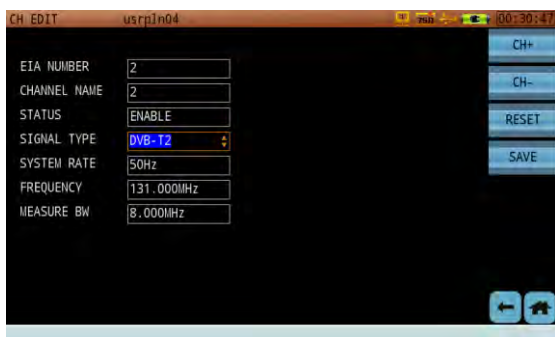 CH EDIT usrpln04 75Ω 00:30:47
CH+
EIA NUMBER 2
CH-
CHANNEL NAME 2
STATUS ENABLE
RESET
SIGNAL TYPE DVB-T2
SYSTEM RATE 50Hz
SAVE
FREQUENCY 131.000MHz
MEASURE BW 8.000MHz